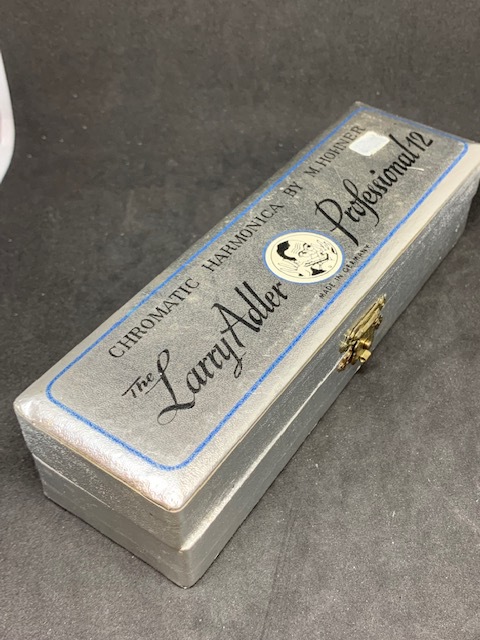 CHROMATIC HARMONICA BY M. HOHNER
The Larry Adler Professional 12
MADE IN GERMANY